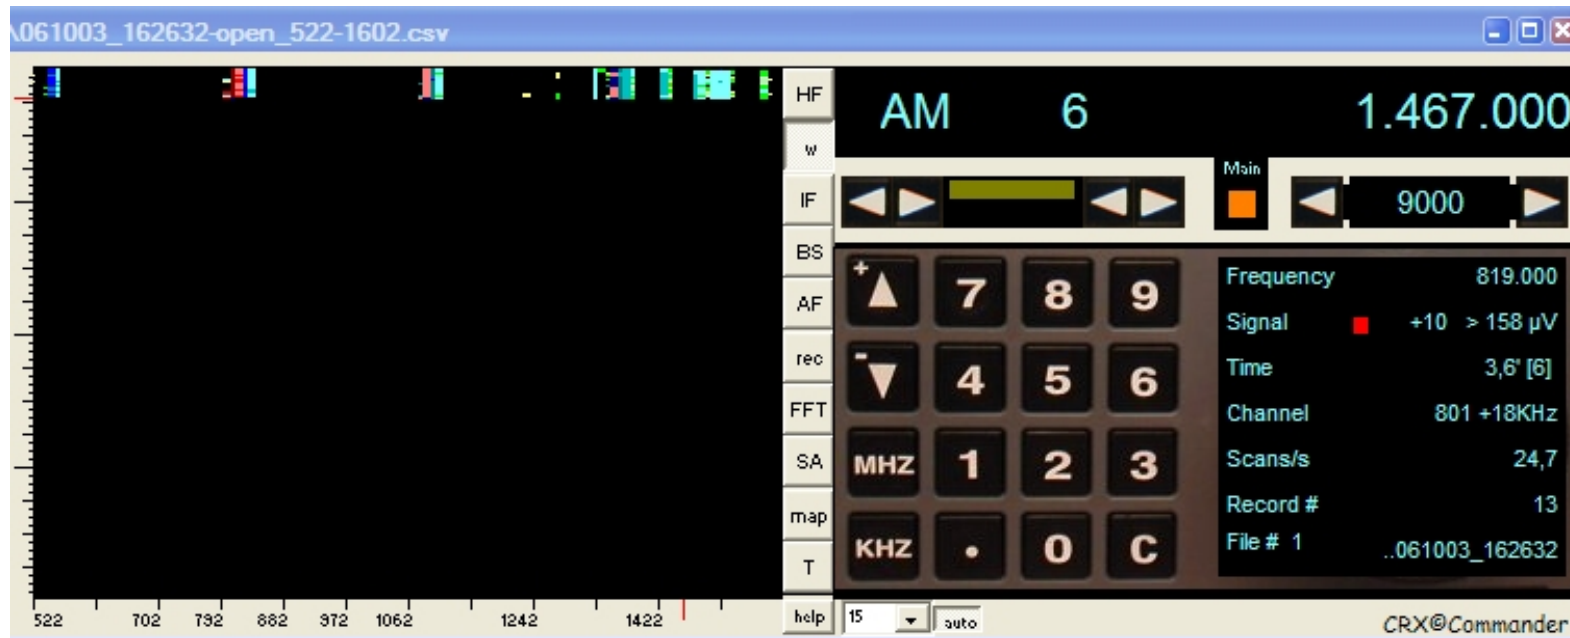 \061003_162632-open_522-1602.csv
HF
w
IF
BS
AF
rec
FFT
SA
map
T
help
522 702 792 882 972 1062 1242 1422
AM 6 1.467.000
Main
9000
+ 7 8 9
- 4 5 6
MHZ 1 2 3
KHZ . 0 C
Frequency 819.000
Signal +10 > 158 µV
Time 3,6' [6]
Channel 801 +18KHz
Scans/s 24,7
Record # 13
File # 1 ..061003_162632
15 auto
CRX©Commander